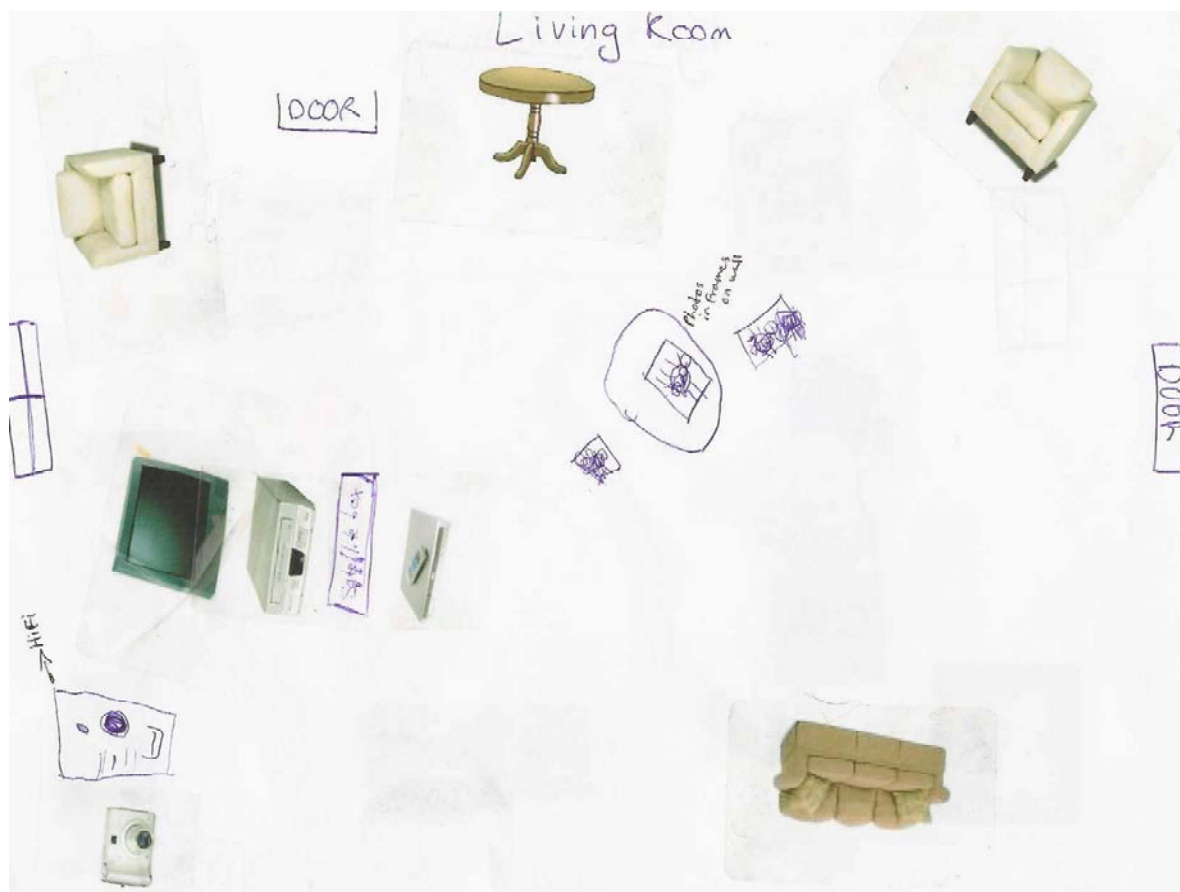 Living Room
DOOR
Photos
in frames
on wall
DOOR
Satellite box
HiFi